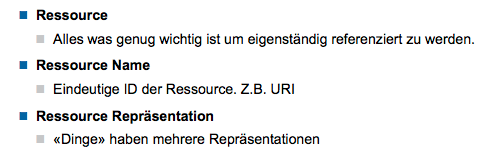 Ressource
Alles was genug wichtig ist um eigenständig referenziert zu werden.
Ressource Name
Eindeutige ID der Ressource. Z.B. URI
Ressource Repräsentation
«Dinge» haben mehrere Repräsentationen